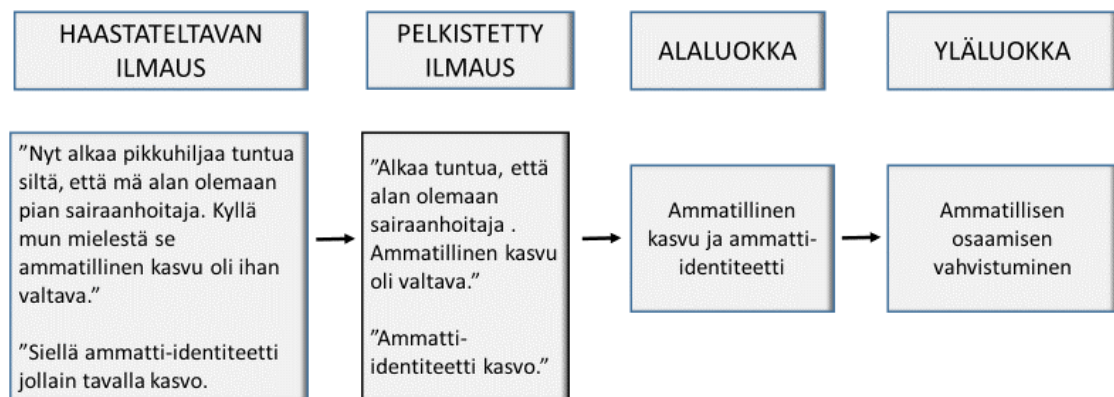 HAASTATELTAVAN
ILMAUS
PELKISTETTY
ILMAUS
ALALUOKKA
YLÄLUOKKA
”Nyt alkaa pikkuhiljaa tuntua
siltä, että mä alan olemaan
pian sairaanhoitaja. Kyllä
mun mielestä se
ammatillinen kasvu oli ihan
valtava.”
”Siellä ammatti-identiteetti
jollain tavalla kasvo.
”Alkaa tuntua, että
alan olemaan
sairaanhoitaja .
Ammatillinen kasvu
oli valtava.”
”Ammatti-
identiteetti kasvo.”
Ammatillinen
kasvu ja ammatti-
identiteetti
Ammatillisen
osaamisen
vahvistuminen